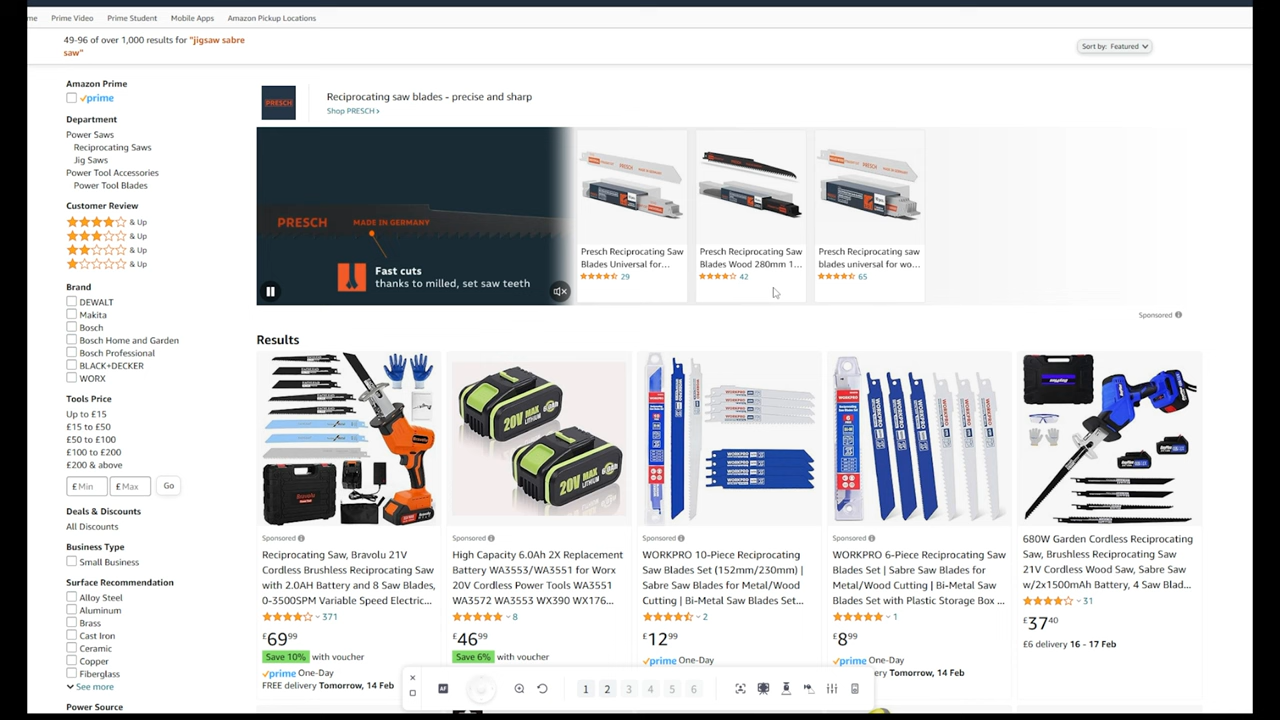 me Prime Video Prime Student Mobile Apps Amazon Pickup Locations
49-96 of over 1,000 results for "jigsaw sabre
saw"
Sort by: Featured
Amazon Prime
prime
Department
Power Saws
Reciprocating Saws
Jig Saws
Power Tool Accessories
Power Tool Blades
Customer Review
& Up
& Up
& Up
& Up
Brand
DEWALT
Makita
Bosch
Bosch Home and Garden
Bosch Professional
BLACK+DECKER
WORX
Tools Price
Up to £15
£15 to £50
£50 to £100
£100 to £200
£200 & above
£ Min £ Max Go
Deals & Discounts
All Discounts
Business Type
Small Business
Surface Recommendation
Alloy Steel
Aluminum
Brass
Cast Iron
Ceramic
Copper
Fiberglass
See more
Power Source
PRESCH
Reciprocating saw blades - precise and sharp
Shop PRESCH ›
PRESCH MADE IN GERMANY
Fast cuts
thanks to milled, set saw teeth
Presch Reciprocating Saw
Blades Universal for...
29
Presch Reciprocating Saw
Blades Wood 280mm 1...
42
Presch Reciprocating saw
blades universal for wo...
65
Sponsored
Results
Bravolu
Sponsored
Reciprocating Saw, Bravolu 21V
Cordless Brushless Reciprocating Saw
with 2.0AH Battery and 8 Saw Blades,
0-3500SPM Variable Speed Electric...
371
£69.99
Save 10% with voucher
prime One-Day
FREE delivery Tomorrow, 14 Feb
20V MAX LITHIUM
20V MAX LITHIUM
Sponsored
High Capacity 6.0Ah 2X Replacement
Battery WA3553/WA3551 for Worx
20V Cordless Power Tools WA3551
WA3572 WA3553 WX390 WX176...
8
£46.99
Save 6% with voucher
Sponsored
WORKPRO 10-Piece Reciprocating
Saw Blades Set (152mm/230mm) |
Sabre Saw Blades for Metal/Wood
Cutting | Bi-Metal Saw Blades Set...
2
£12.99
prime One-Day
WORKPRO
Sponsored
WORKPRO 6-Piece Reciprocating Saw
Blades Set | Sabre Saw Blades for
Metal/Wood Cutting | Bi-Metal Saw
Blades Set with Plastic Storage Box ...
1
£8.99
prime One-Day
very Tomorrow, 14 Feb
680W Garden Cordless Reciprocating
Saw, Brushless Reciprocating Saw
21V Cordless Wood Saw, Sabre Saw
w/2x1500mAh Battery, 4 Saw Blad...
31
£37.40
£6 delivery 16 - 17 Feb
AF 1 2 3 4 5 6